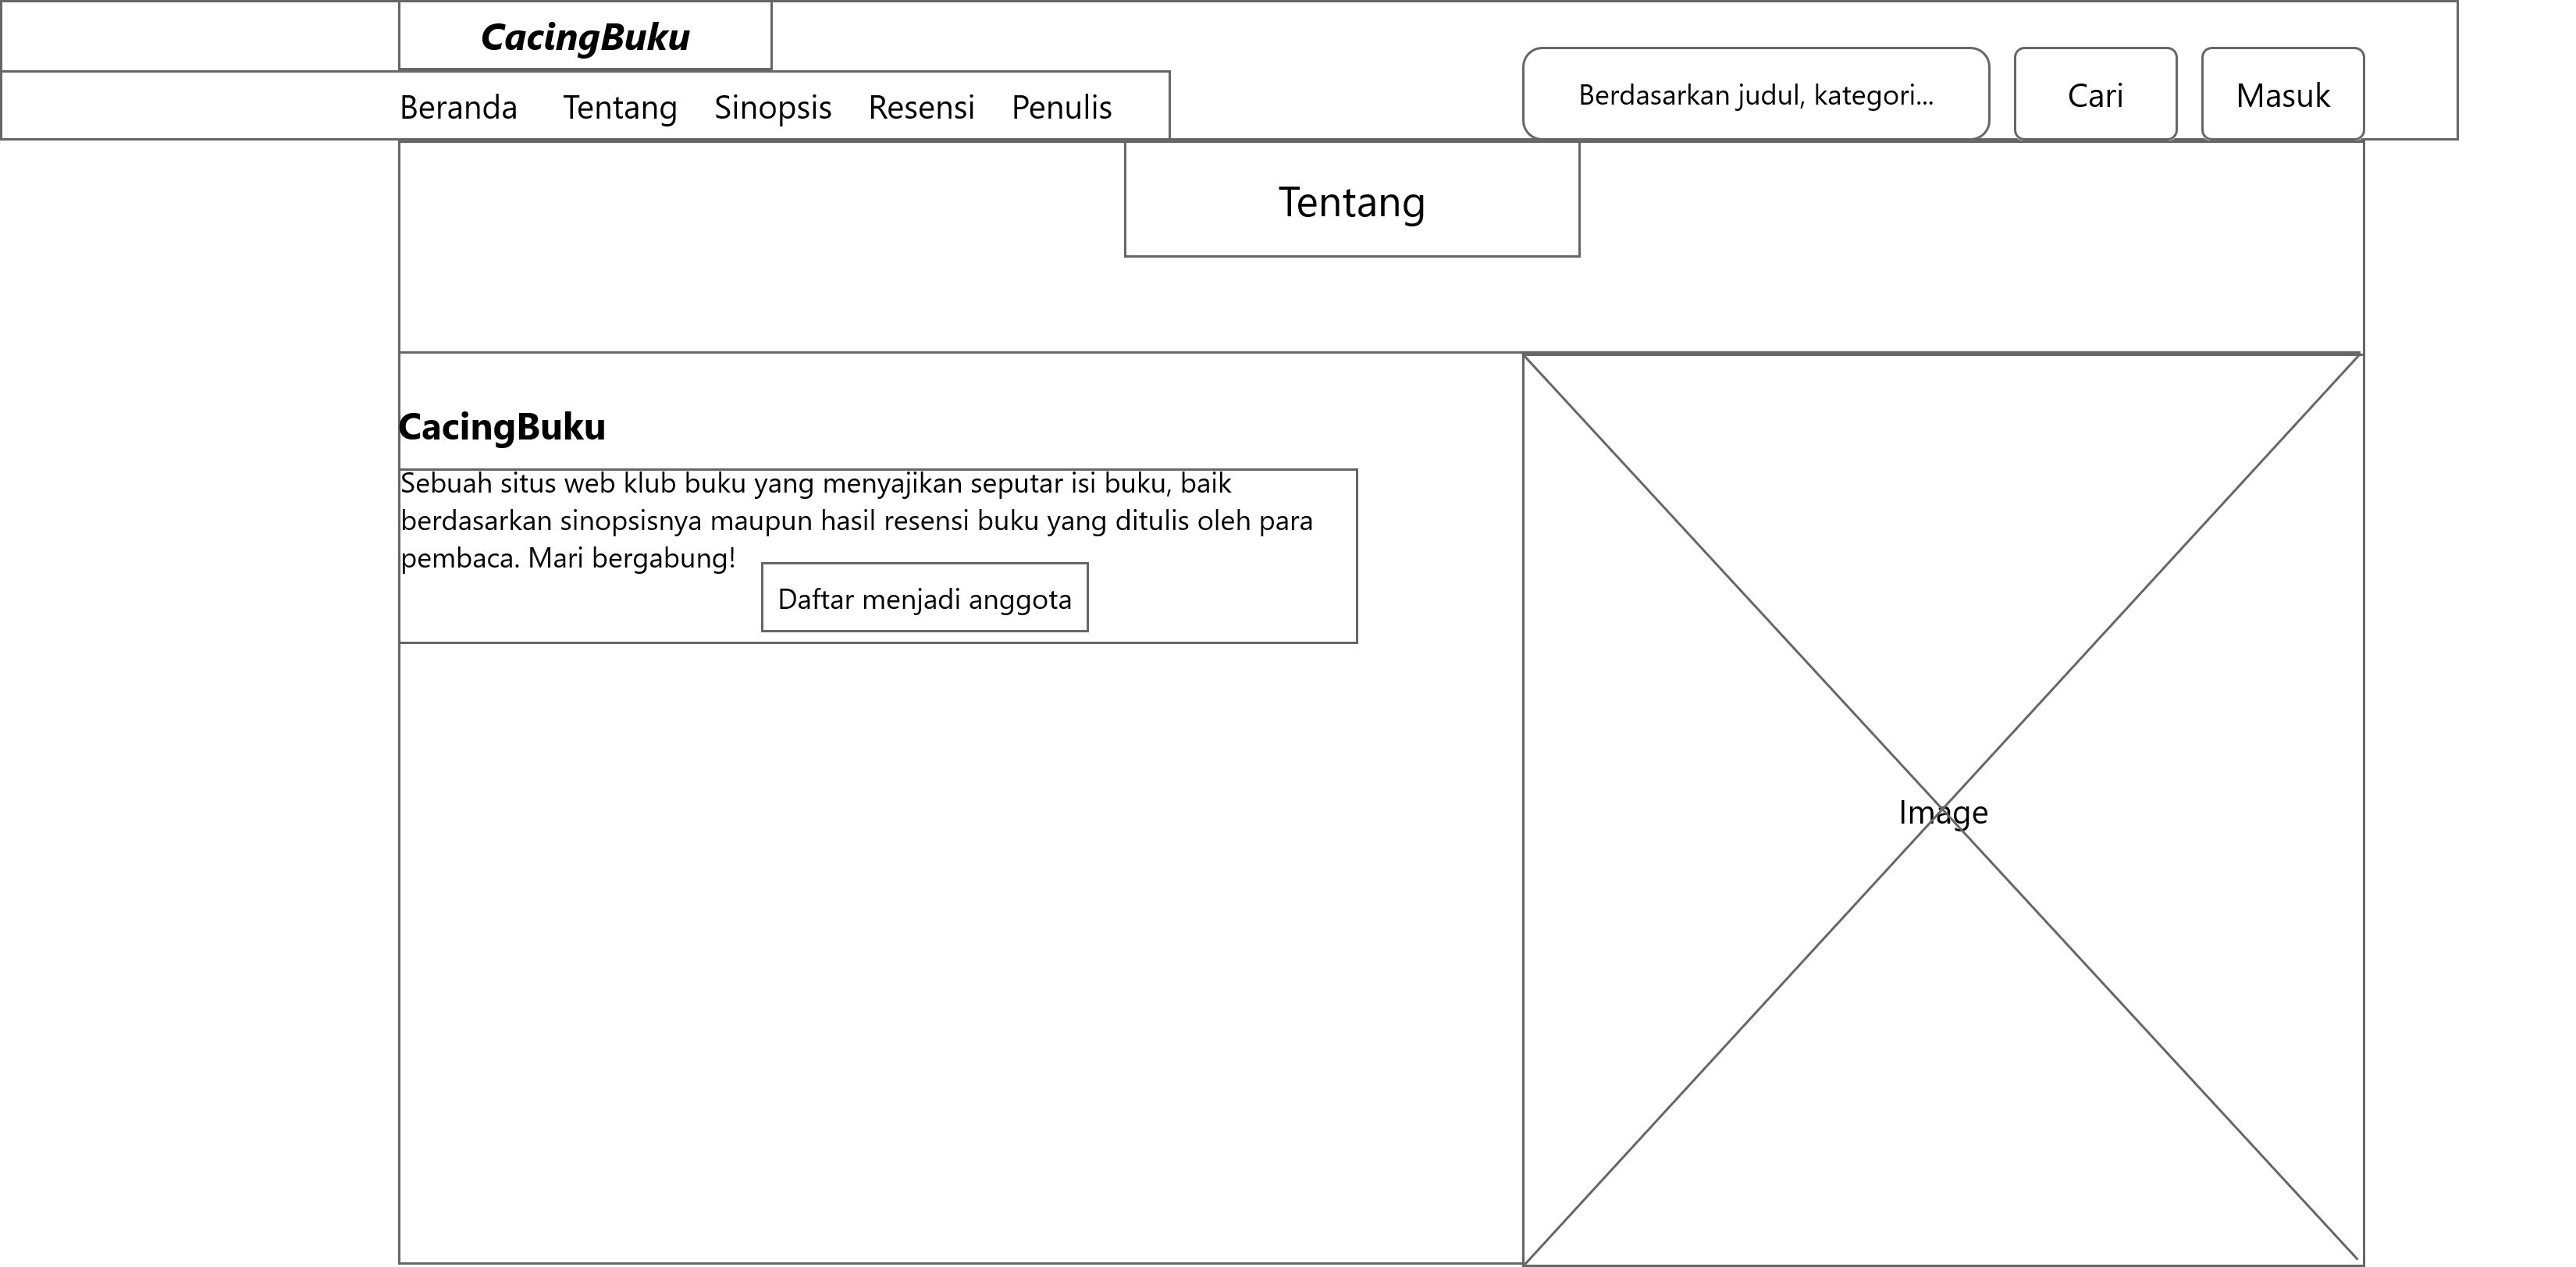 CacingBuku
Beranda Tentang Sinopsis Resensi Penulis
Berdasarkan judul, kategori...
Cari
Masuk
Tentang
CacingBuku
Sebuah situs web klub buku yang menyajikan seputar isi buku, baik
berdasarkan sinopsisnya maupun hasil resensi buku yang ditulis oleh para
pembaca. Mari bergabung!
Daftar menjadi anggota
Image